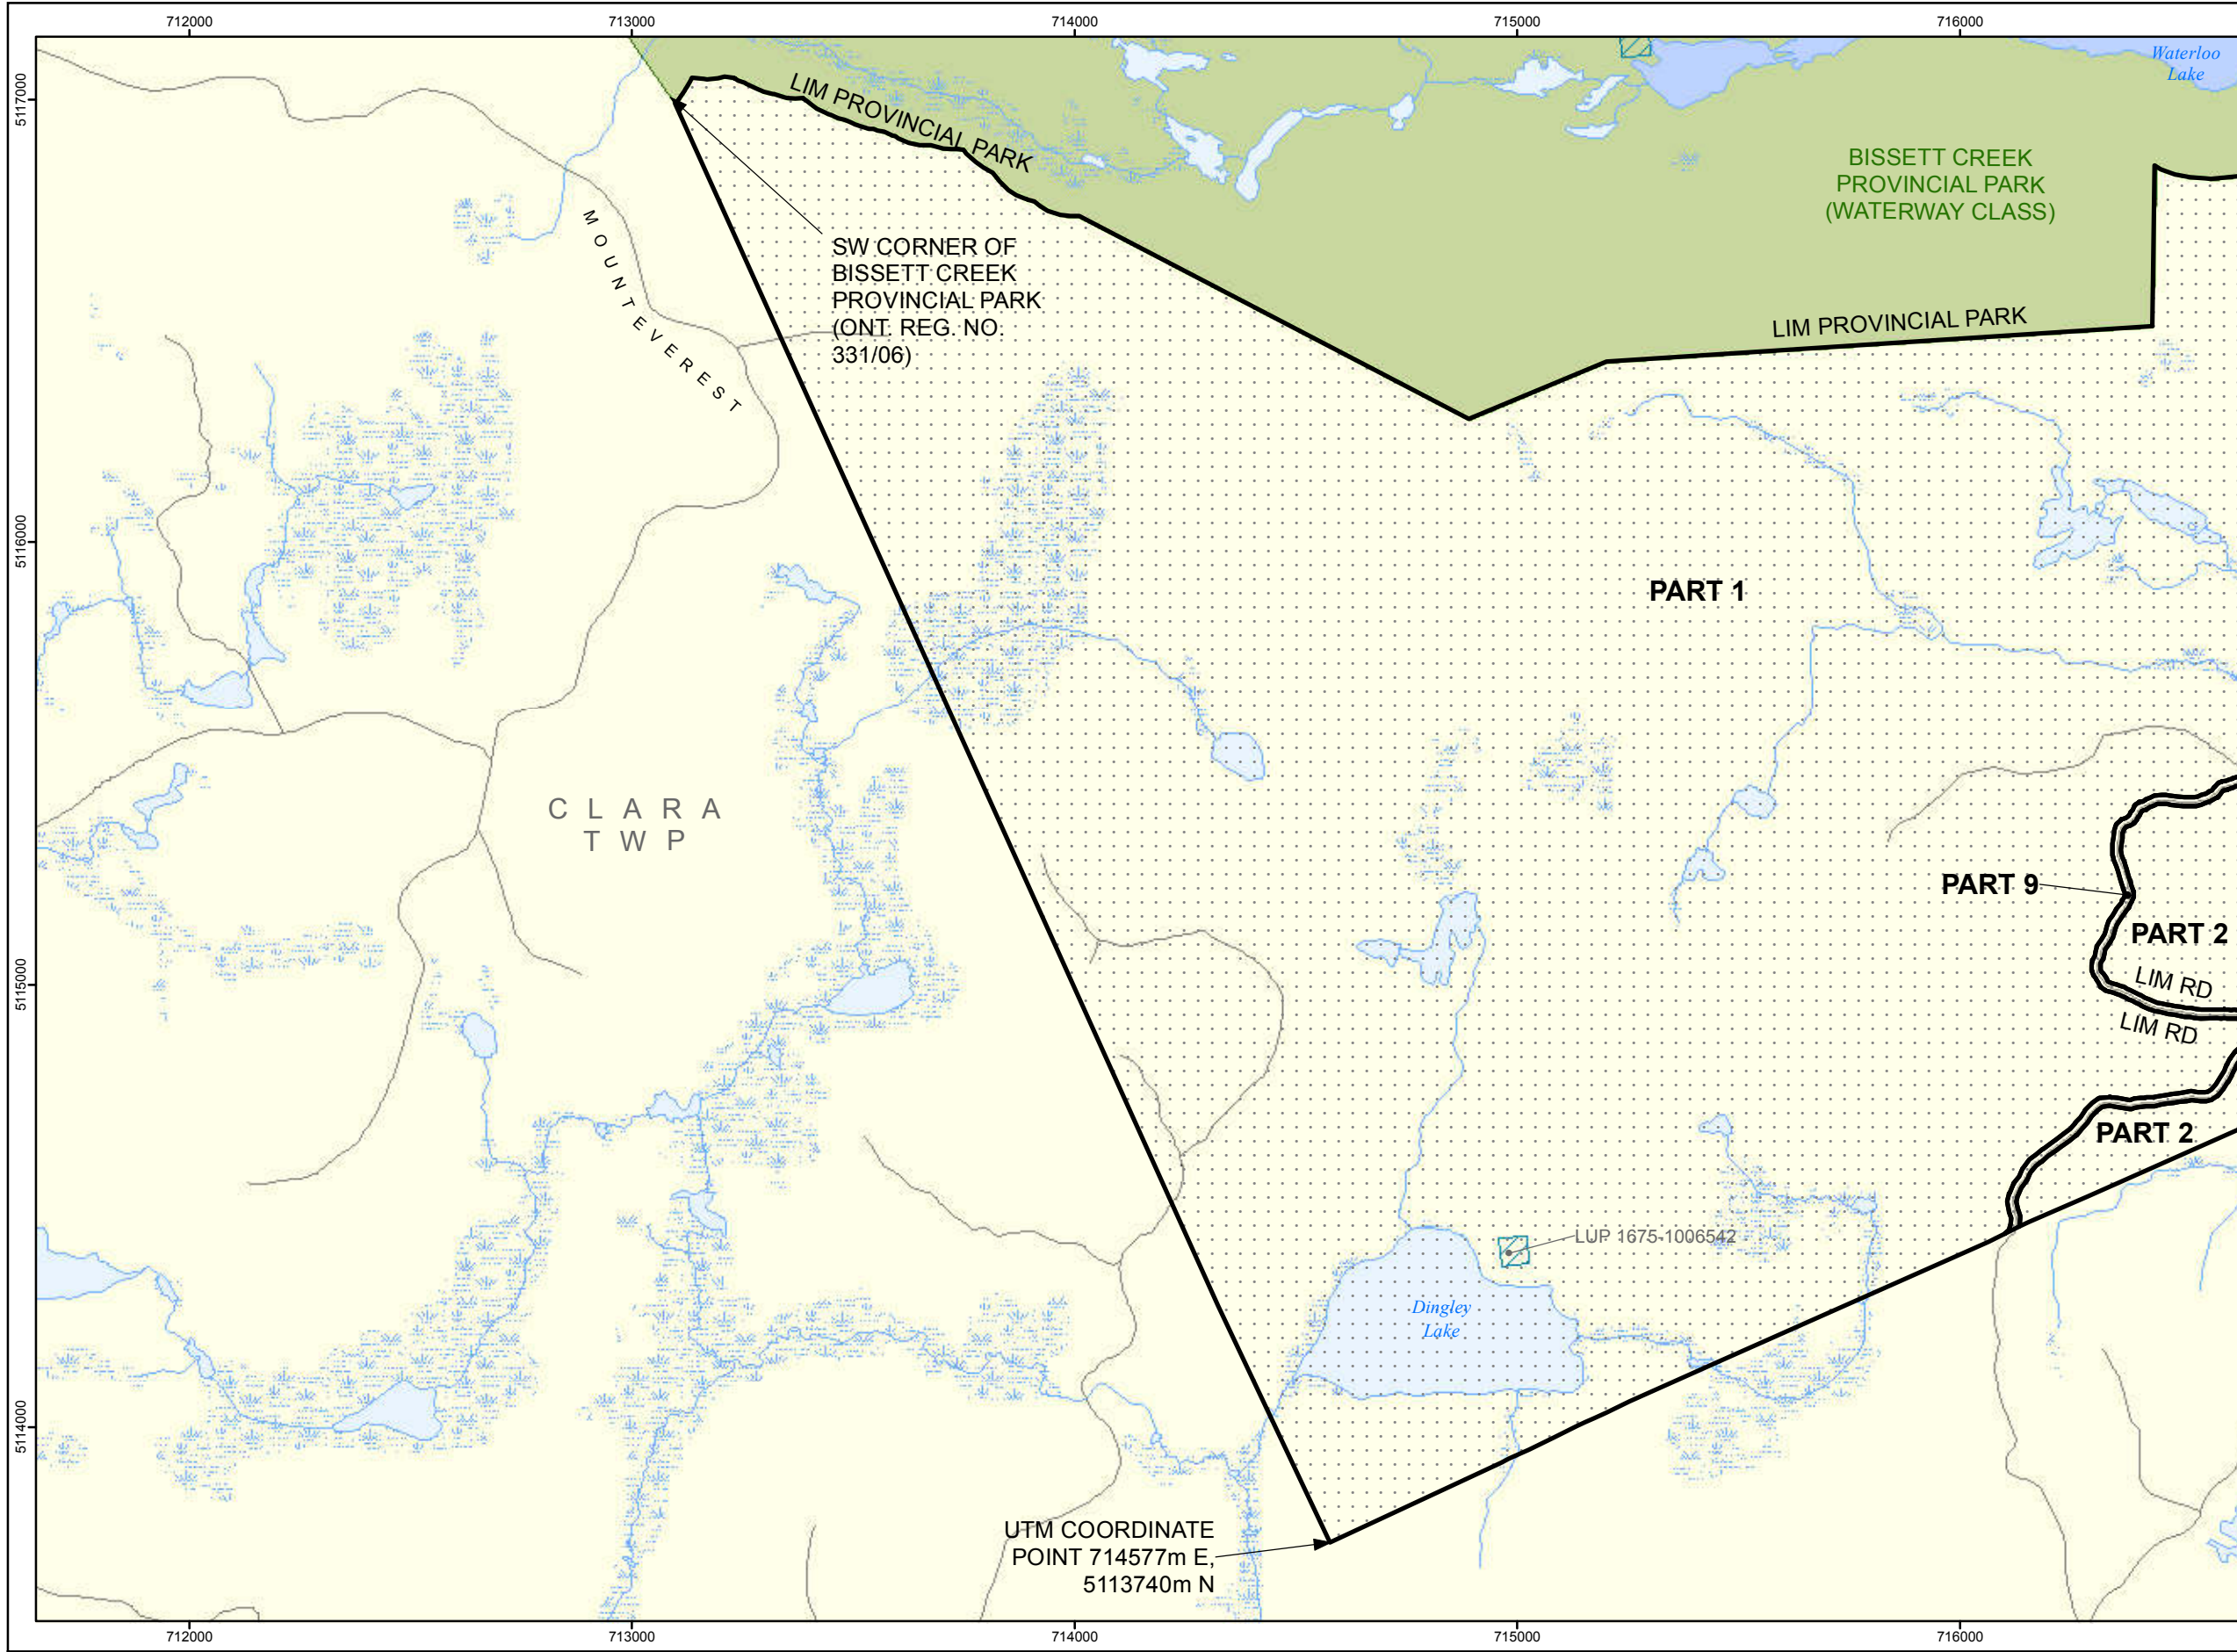 712000
713000
714000
715000
716000
5117000
5116000
5115000
5114000
Waterloo
Lake
LIM PROVINCIAL PARK
BISSETT CREEK
PROVINCIAL PARK
(WATERWAY CLASS)
MOUNT EVEREST
SW CORNER OF
BISSETT CREEK
PROVINCIAL PARK
(ONT. REG. NO.
331/06)
LIM PROVINCIAL PARK
PART 1
CLARA
TWP
PART 9
PART 2
LIM RD
LIM RD
PART 2
LUP 1675-1006542
Dingley
Lake
UTM COORDINATE
POINT 714577m E,
5113740m N
712000
713000
714000
715000
716000